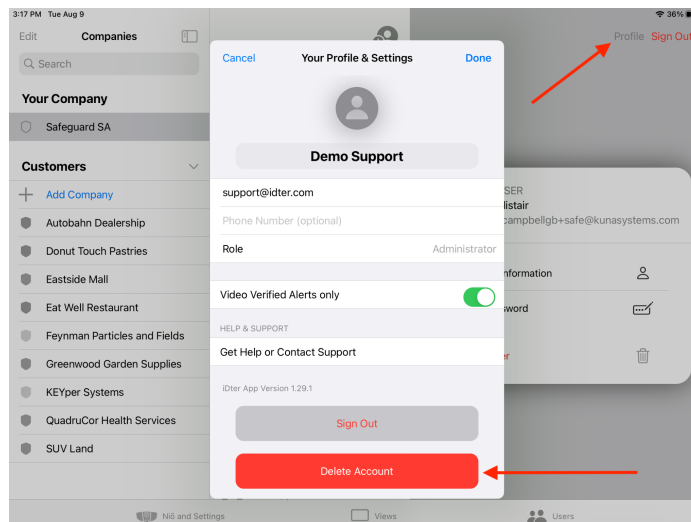 3:17 PM Tue Aug 9
36%
Edit
Companies
Profile
Sign Out
Search
Your Company
Safeguard SA
Customers
Add Company
Autobahn Dealership
Donut Touch Pastries
Eastside Mall
Eat Well Restaurant
Feynman Particles and Fields
Greenwood Garden Supplies
KEYper Systems
QuadruCor Health Services
SUV Land
Cancel
Your Profile & Settings
Done
Demo Support
support@idter.com
Phone Number (optional)
Role
Administrator
Video Verified Alerts only
HELP & SUPPORT
Get Help or Contact Support
iDter App Version 1.29.1
Sign Out
Delete Account
SER
listair
campbellgb+safe@kunasystems.com
nformation
sword
er
Niō and Settings
Views
Users